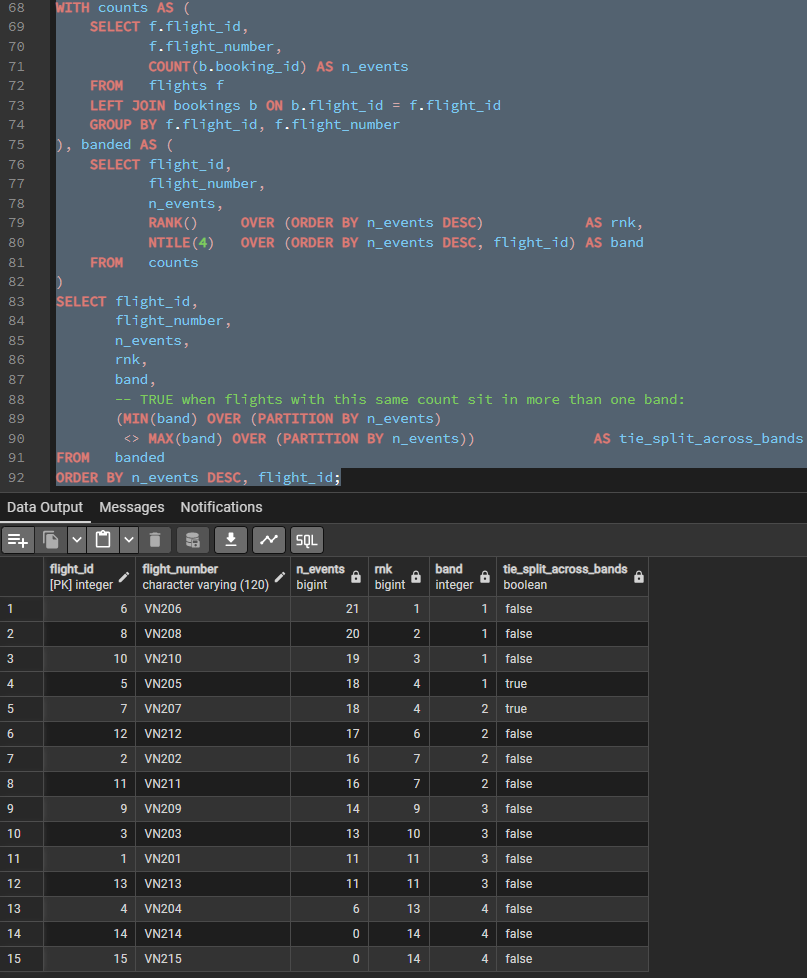 68 WITH counts AS (
69     SELECT f.flight_id,
70            f.flight_number,
71            COUNT(b.booking_id) AS n_events
72     FROM   flights f
73     LEFT JOIN bookings b ON b.flight_id = f.flight_id
74     GROUP BY f.flight_id, f.flight_number
75 ), banded AS (
76     SELECT flight_id,
77            flight_number,
78            n_events,
79            RANK()     OVER (ORDER BY n_events DESC)            AS rnk,
80            NTILE(4)   OVER (ORDER BY n_events DESC, flight_id) AS band
81     FROM   counts
82 )
83 SELECT flight_id,
84        flight_number,
85        n_events,
86        rnk,
87        band,
88        -- TRUE when flights with this same count sit in more than one band:
89        (MIN(band) OVER (PARTITION BY n_events)
90         <> MAX(band) OVER (PARTITION BY n_events))               AS tie_split_across_bands
91 FROM   banded
92 ORDER BY n_events DESC, flight_id;
Data Output Messages Notifications
SQL
flight_id flight_number n_events rnk band tie_split_across_bands
[PK] integer character varying (120) bigint bigint integer boolean
1 6 VN206 21 1 1 false
2 8 VN208 20 2 1 false
3 10 VN210 19 3 1 false
4 5 VN205 18 4 1 true
5 7 VN207 18 4 2 true
6 12 VN212 17 6 2 false
7 2 VN202 16 7 2 false
8 11 VN211 16 7 2 false
9 9 VN209 14 9 3 false
10 3 VN203 13 10 3 false
11 1 VN201 11 11 3 false
12 13 VN213 11 11 3 false
13 4 VN204 6 13 4 false
14 14 VN214 0 14 4 false
15 15 VN215 0 14 4 false